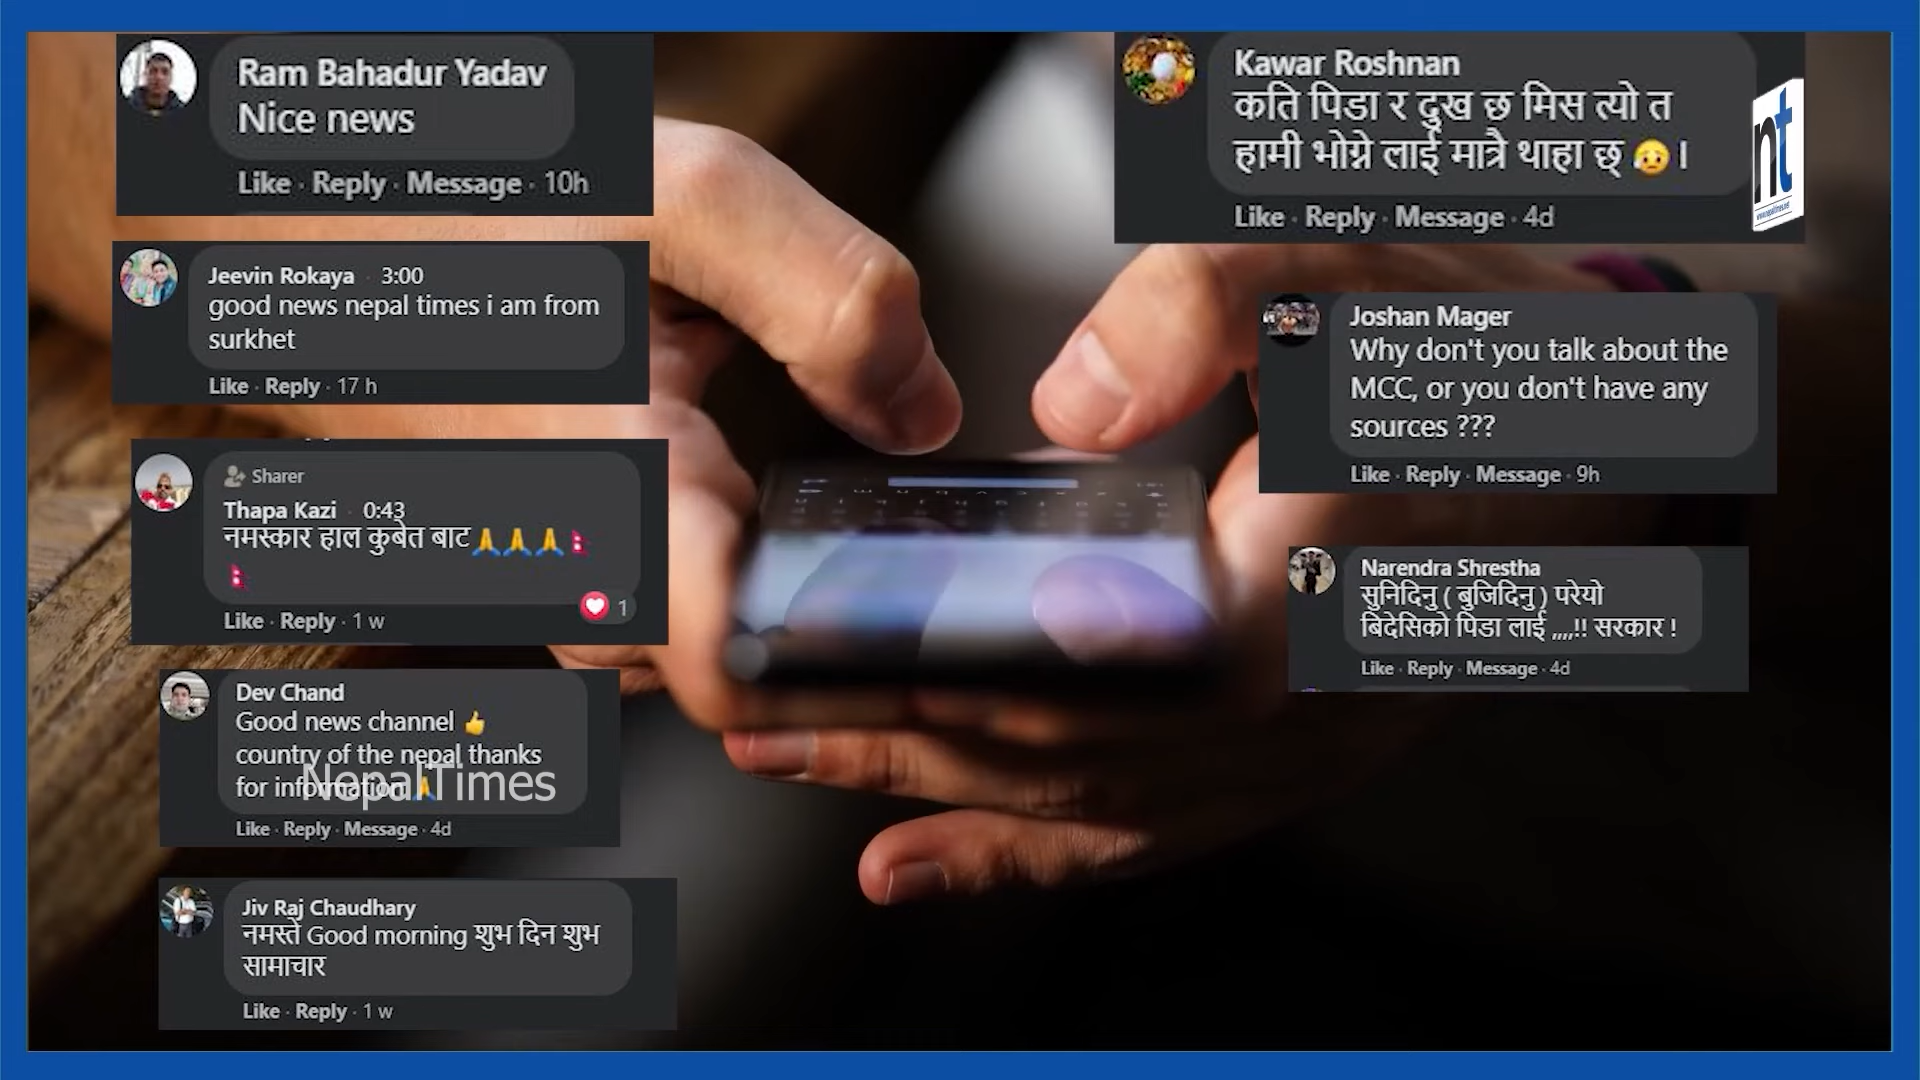 Ram Bahadur Yadav
Nice news
Like · Reply · Message · 10h
Jeevin Rokaya · 3:00
good news nepal times i am from
surkhet
Like · Reply · 17 h
Sharer
Thapa Kazi · 0:43
नमस्कार हाल कुबेत बाट🙏🙏🙏🇳🇵
🇳🇵
1
Like · Reply · 1 w
Dev Chand
Good news channel 👍
country of the nepal thanks
for information 🙏
NepalTimes
Like · Reply · Message · 4d
Jiv Raj Chaudhary
नमस्ते Good morning शुभ दिन शुभ
सामाचार
Like · Reply · 1 w
Kawar Roshnan
कति पिडा र दुख छ मिस त्यो त
हामी भोग्ने लाई मात्रै थाहा छ् 😥।
Like · Reply · Message · 4d
nt
Joshan Mager
Why don't you talk about the
MCC, or you don't have any
sources ???
Like · Reply · Message · 9h
Narendra Shrestha
सुनिदिनु ( बुजिदिनु ) परेयो
बिदेसिको पिडा लाई ,,,,!! सरकार !
Like · Reply · Message · 4d